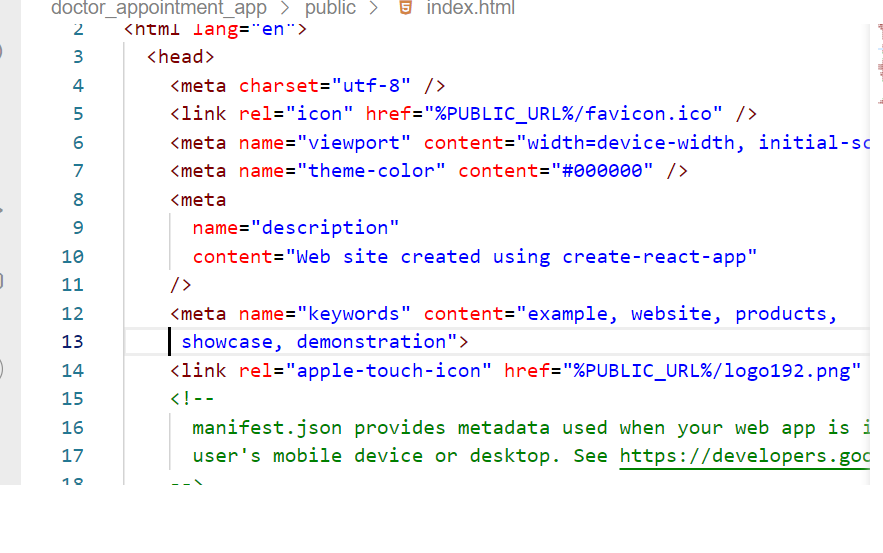 doctor_appointment_app > public > index.html
2 <html lang="en">
3 <head>
4 <meta charset="utf-8" />
5 <link rel="icon" href="%PUBLIC_URL%/favicon.ico" />
6 <meta name="viewport" content="width=device-width, initial-sc
7 <meta name="theme-color" content="#000000" />
8 <meta
9 name="description"
10 content="Web site created using create-react-app"
11 />
12 <meta name="keywords" content="example, website, products,
13 showcase, demonstration">
14 <link rel="apple-touch-icon" href="%PUBLIC_URL%/logo192.png"
15 <!--
16 manifest.json provides metadata used when your web app is i
17 user's mobile device or desktop. See https://developers.goo
18 -->